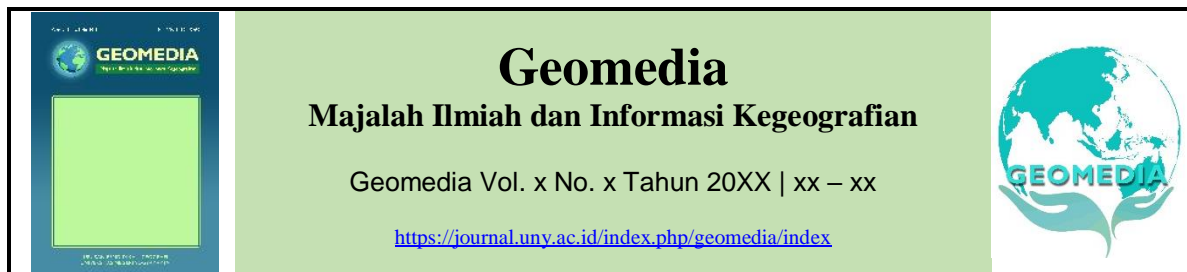 GEOMEDIA
Geomedia
Majalah Ilmiah dan Informasi Kegeografian
Geomedia Vol. x No. x Tahun 20XX | xx – xx
https://journal.uny.ac.id/index.php/geomedia/index
GEOMEDIA